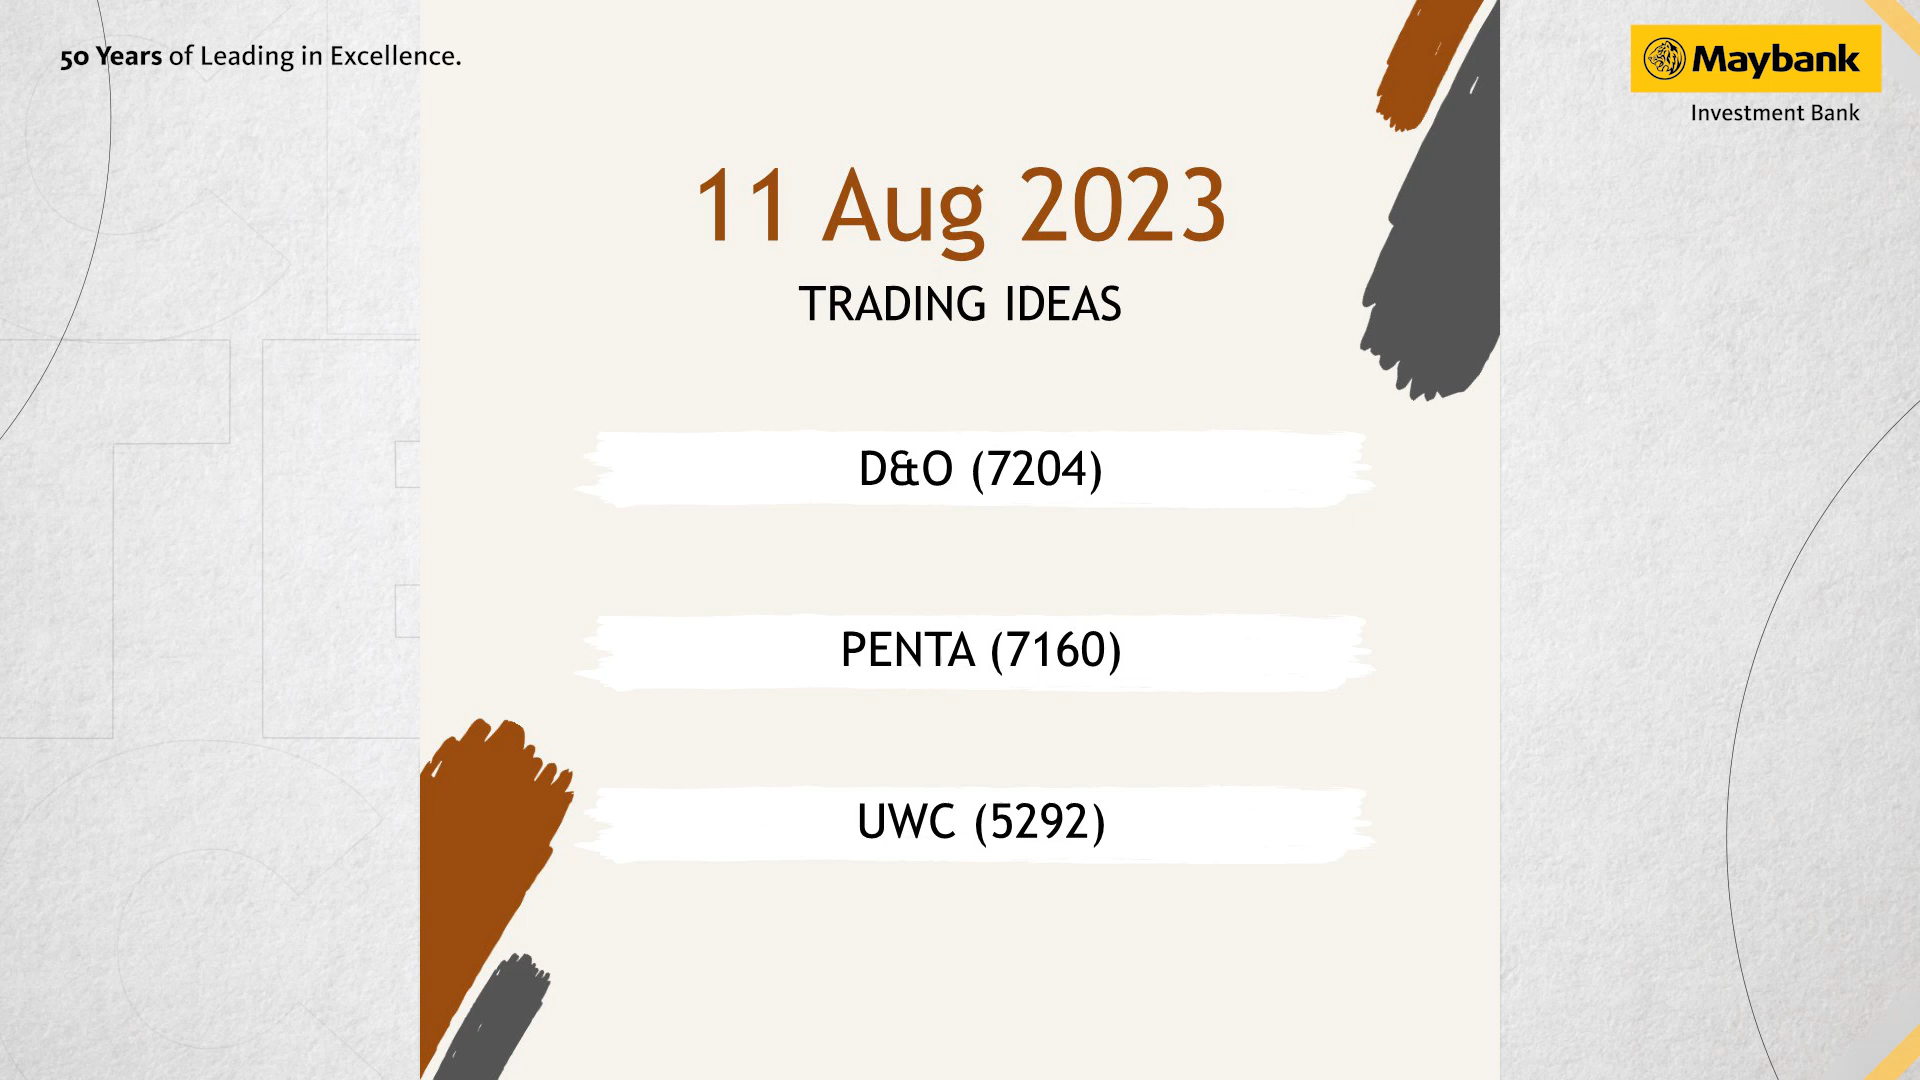 50 Years of Leading in Excellence.
Maybank
Investment Bank
11 Aug 2023
TRADING IDEAS
D&O (7204)
PENTA (7160)
UWC (5292)